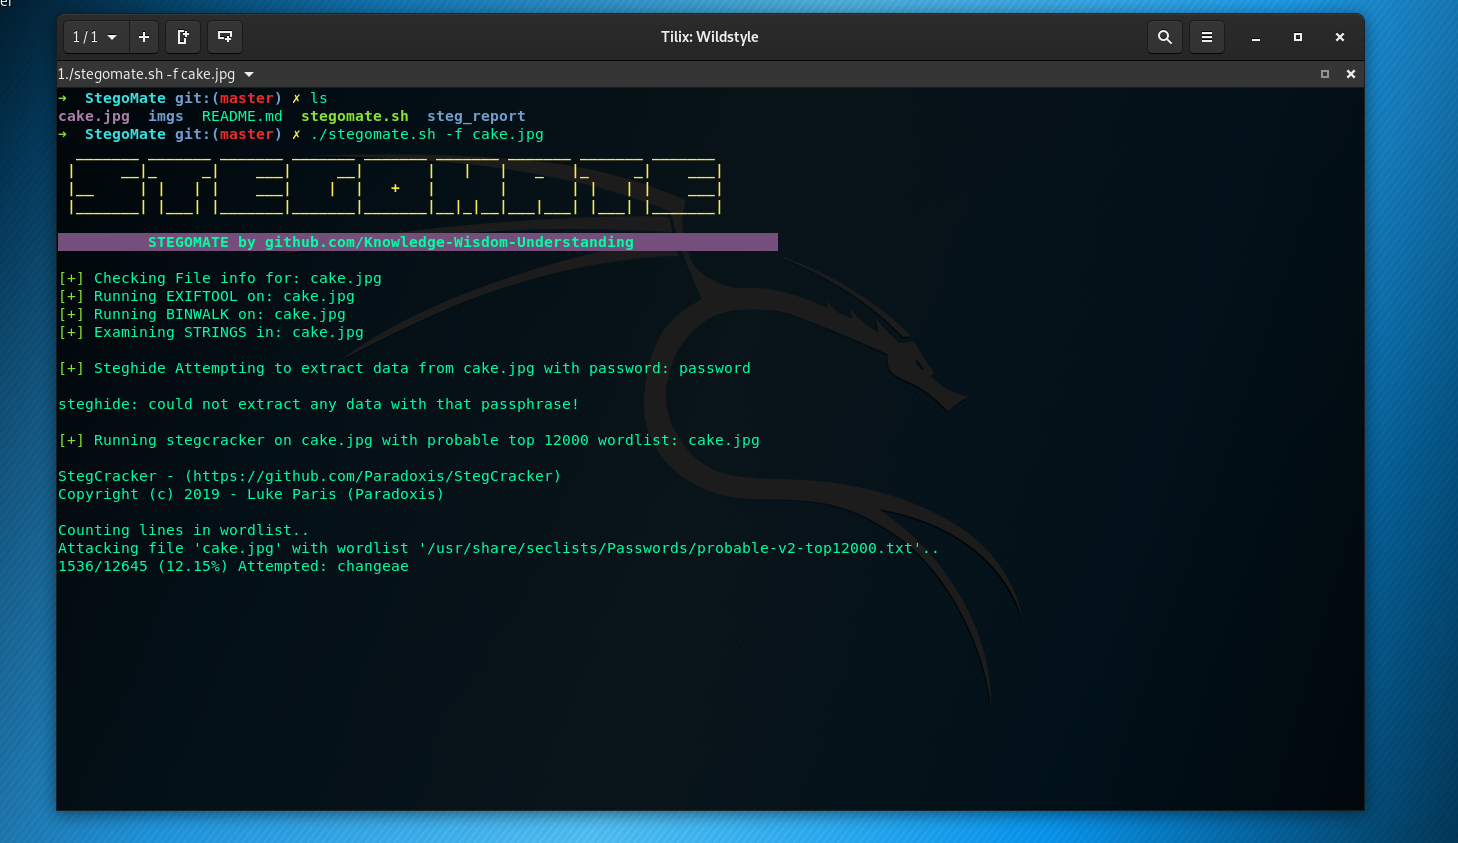 er
1 / 1
Tilix: Wildstyle
1./stegomate.sh -f cake.jpg
➜  StegoMate git:(master) ✗ ls
cake.jpg  imgs  README.md  stegomate.sh  steg_report
➜  StegoMate git:(master) ✗ ./stegomate.sh -f cake.jpg
STEGOMATE by github.com/Knowledge-Wisdom-Understanding
[+] Checking File info for: cake.jpg
[+] Running EXIFTOOL on: cake.jpg
[+] Running BINWALK on: cake.jpg
[+] Examining STRINGS in: cake.jpg
[+] Steghide Attempting to extract data from cake.jpg with password: password
steghide: could not extract any data with that passphrase!
[+] Running stegcracker on cake.jpg with probable top 12000 wordlist: cake.jpg
StegCracker - (https://github.com/Paradoxis/StegCracker)
Copyright (c) 2019 - Luke Paris (Paradoxis)
Counting lines in wordlist..
Attacking file 'cake.jpg' with wordlist '/usr/share/seclists/Passwords/probable-v2-top12000.txt'..
1536/12645 (12.15%) Attempted: changeae